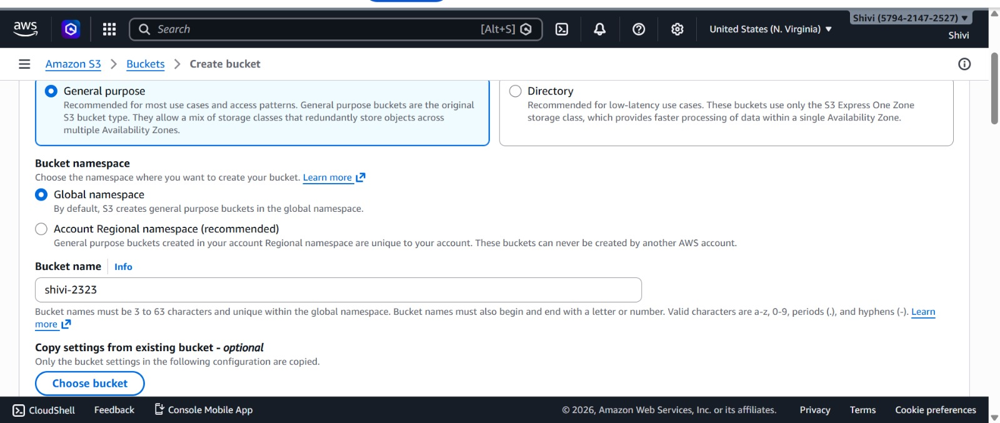 aws
Search
[Alt+S]
United States (N. Virginia) ▼
Shivi (5794-2147-2527) ▼
Shivi
Amazon S3 > Buckets > Create bucket
General purpose
Recommended for most use cases and access patterns. General purpose buckets are the original
S3 bucket type. They allow a mix of storage classes that redundantly store objects across
multiple Availability Zones.
Directory
Recommended for low-latency use cases. These buckets use only the S3 Express One Zone
storage class, which provides faster processing of data within a single Availability Zone.
Bucket namespace
Choose the namespace where you want to create your bucket. Learn more
Global namespace
By default, S3 creates general purpose buckets in the global namespace.
Account Regional namespace (recommended)
General purpose buckets created in your account Regional namespace are unique to your account. These buckets can never be created by another AWS account.
Bucket name Info
shivi-2323
Bucket names must be 3 to 63 characters and unique within the global namespace. Bucket names must also begin and end with a letter or number. Valid characters are a-z, 0-9, periods (.), and hyphens (-). Learn
more
Copy settings from existing bucket - optional
Only the bucket settings in the following configuration are copied.
Choose bucket
CloudShell Feedback Console Mobile App © 2026, Amazon Web Services, Inc. or its affiliates. Privacy Terms Cookie preferences